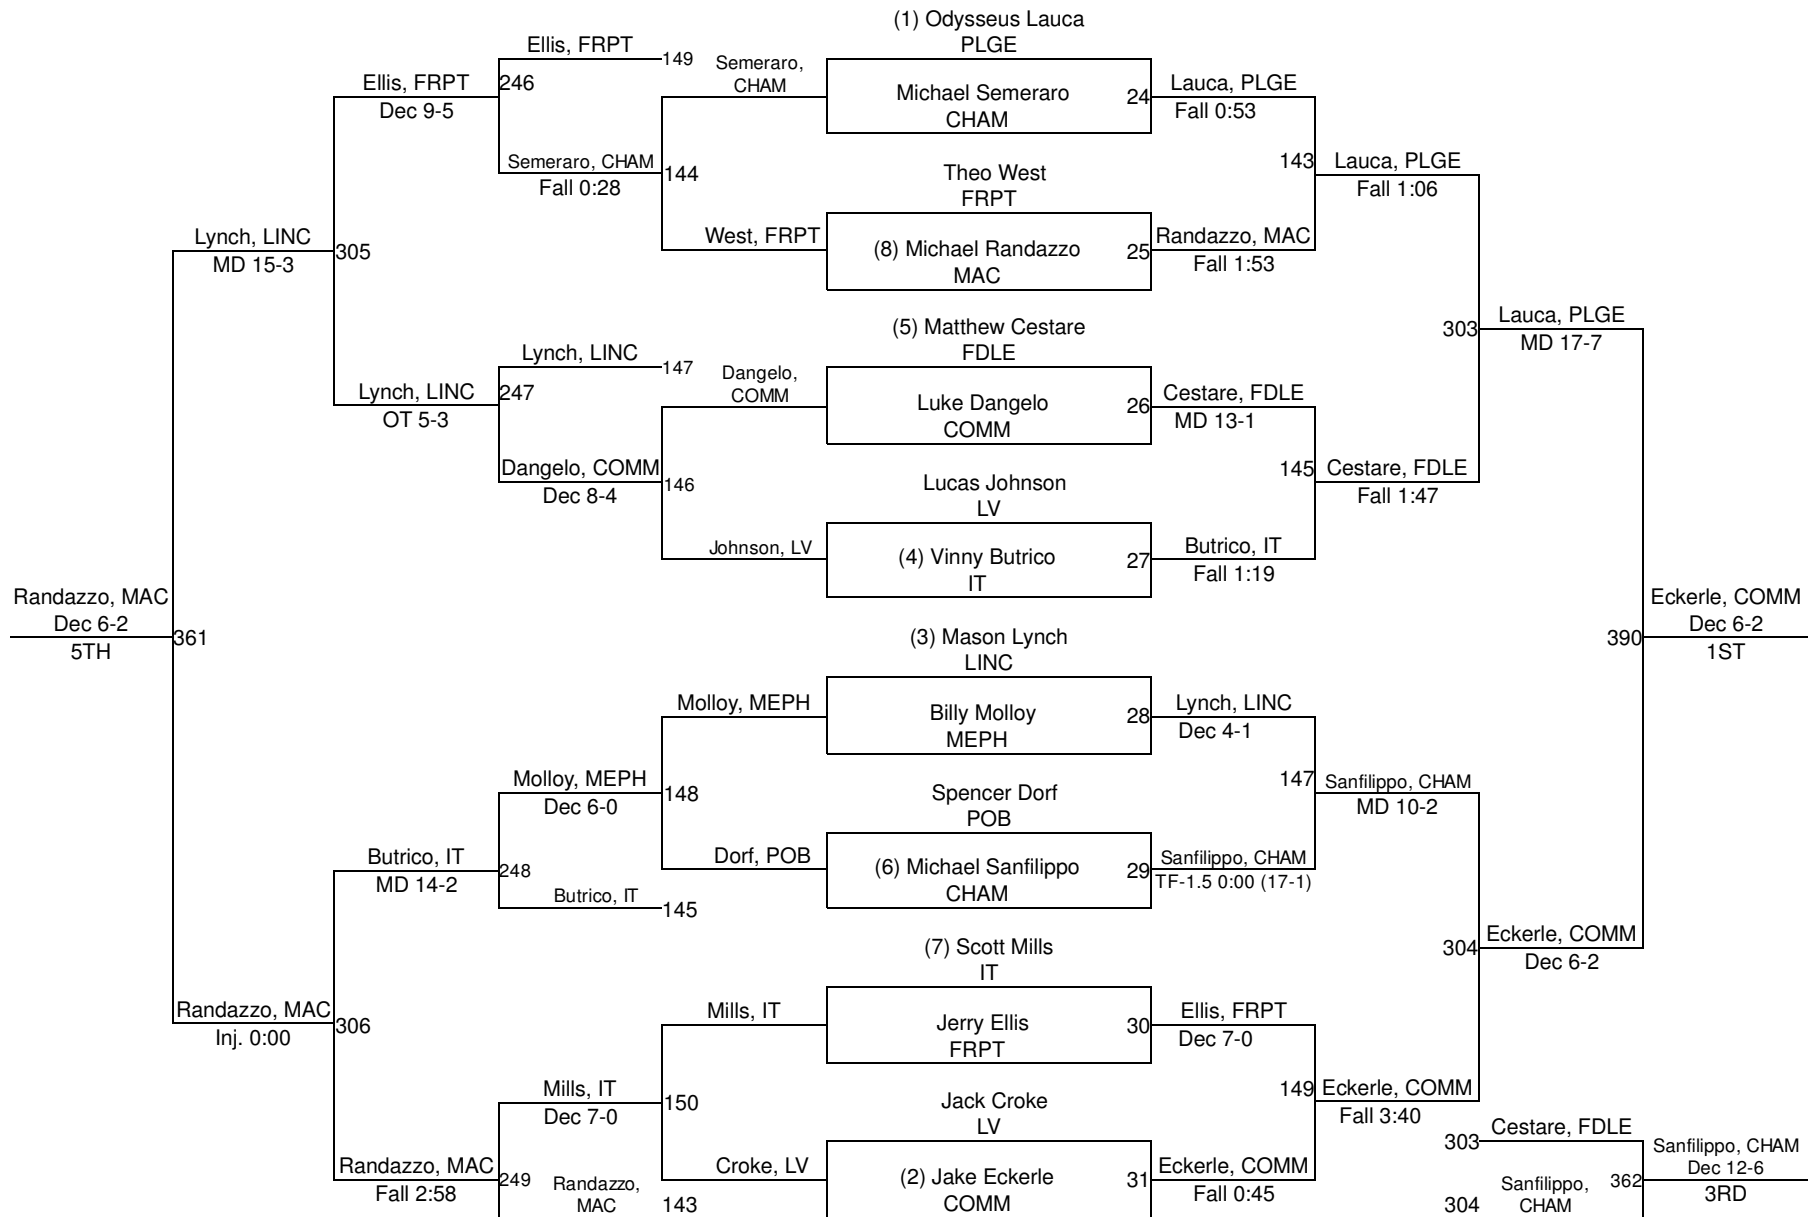 (1) Odysseus Lauca
PLGE
Ellis, FRPT
149
Semeraro,
CHAM
Ellis, FRPT
246
Dec 9-5
Michael Semeraro
CHAM
24
Lauca, PLGE
Fall 0:53
Semeraro, CHAM
144
Fall 0:28
Theo West
FRPT
143
Lauca, PLGE
Fall 1:06
Lynch, LINC
305
MD 15-3
West, FRPT
(8) Michael Randazzo
MAC
25
Randazzo, MAC
Fall 1:53
(5) Matthew Cestare
FDLE
303
Lauca, PLGE
MD 17-7
Lynch, LINC
147
Dangelo,
COMM
Lynch, LINC
247
OT 5-3
Luke Dangelo
COMM
26
Cestare, FDLE
MD 13-1
Dangelo, COMM
146
Dec 8-4
Lucas Johnson
LV
145
Cestare, FDLE
Fall 1:47
Johnson, LV
(4) Vinny Butrico
IT
27
Butrico, IT
Fall 1:19
Randazzo, MAC
Dec 6-2
361
5TH
(3) Mason Lynch
LINC
390
Eckerle, COMM
Dec 6-2
1ST
Molloy, MEPH
Billy Molloy
MEPH
28
Lynch, LINC
Dec 4-1
Molloy, MEPH
148
Dec 6-0
Spencer Dorf
POB
147
Sanfilippo, CHAM
MD 10-2
Butrico, IT
248
MD 14-2
Dorf, POB
(6) Michael Sanfilippo
CHAM
29
Sanfilippo, CHAM
TF-1.5 0:00 (17-1)
Butrico, IT
145
(7) Scott Mills
IT
304
Eckerle, COMM
Dec 6-2
Randazzo, MAC
306
Inj. 0:00
Mills, IT
Jerry Ellis
FRPT
30
Ellis, FRPT
Dec 7-0
Mills, IT
150
Dec 7-0
Jack Croke
LV
149
Eckerle, COMM
Fall 3:40
Randazzo, MAC
249
Fall 2:58
Randazzo,
MAC
143
Croke, LV
(2) Jake Eckerle
COMM
31
Eckerle, COMM
Fall 0:45
303
Cestare, FDLE
304
Sanfilippo,
CHAM
362
Sanfilippo, CHAM
Dec 12-6
3RD